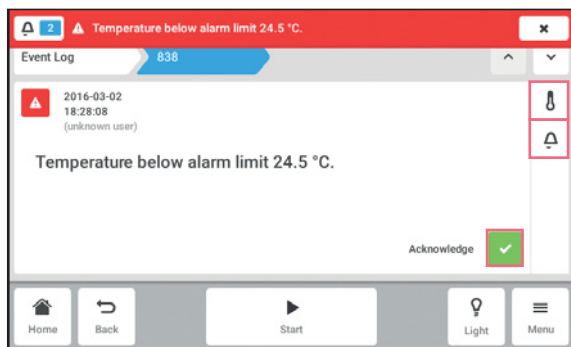 2 Temperature below alarm limit 24.5 °C.
Event Log 838
2016-03-02
18:28:08
(unknown user)
Temperature below alarm limit 24.5 °C.
Acknowledge
Home Back Start Light Menu